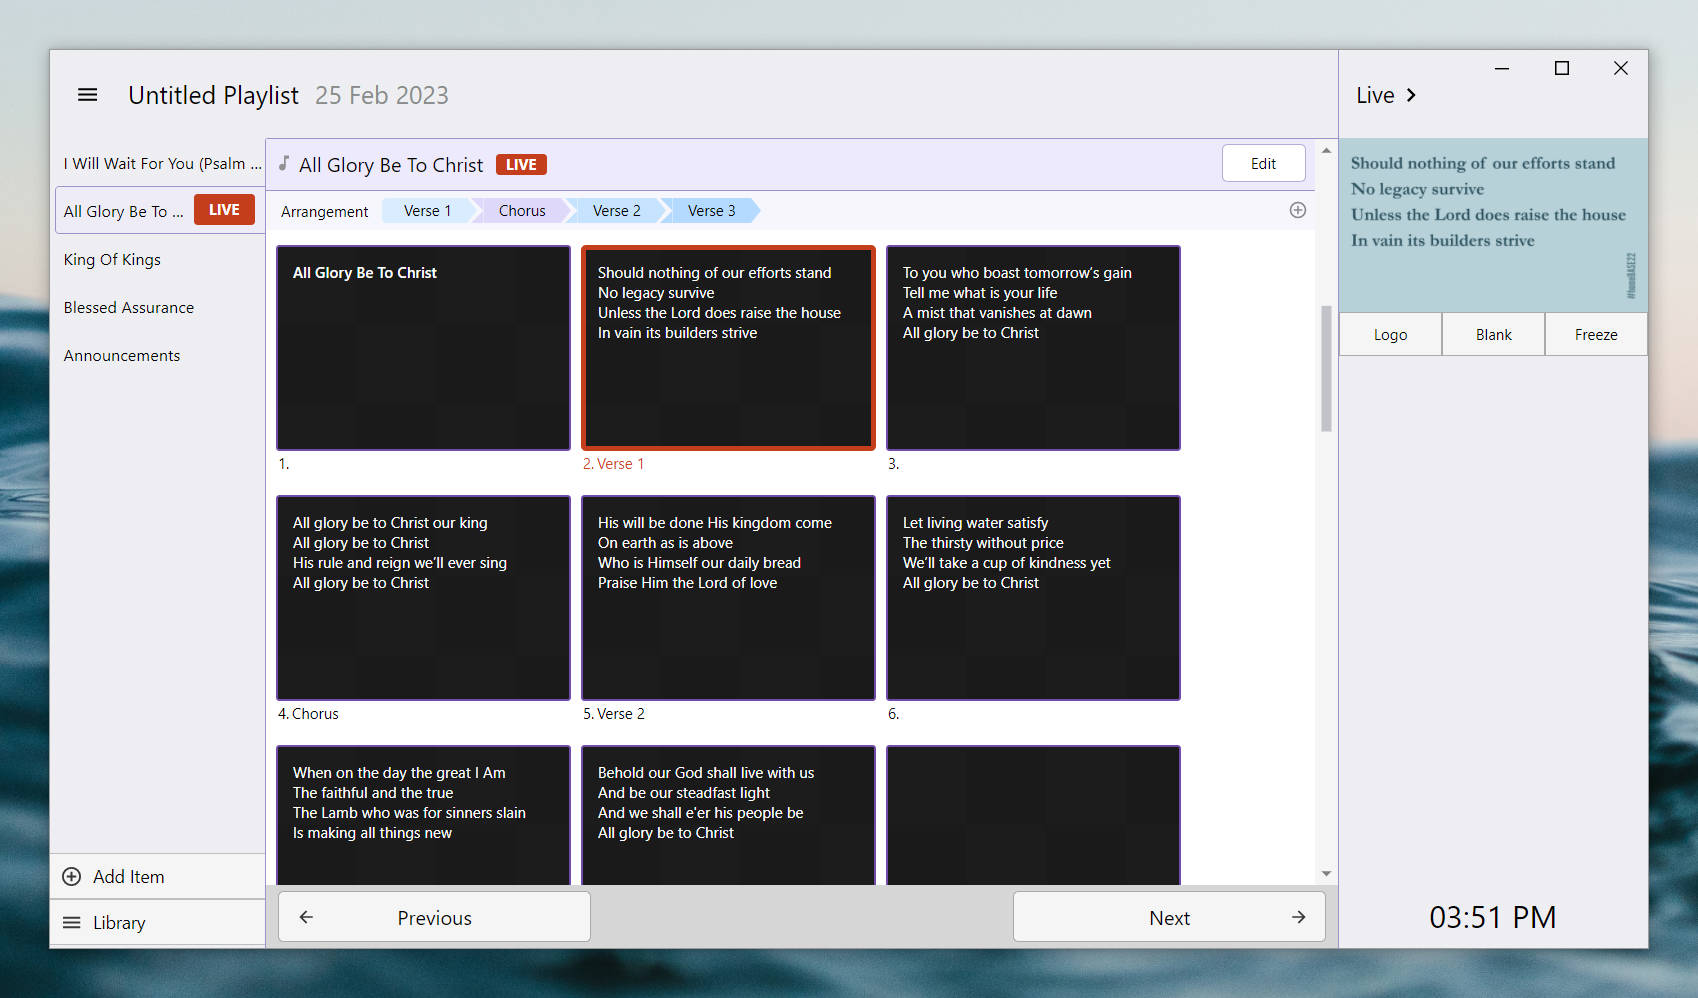 Untitled Playlist 25 Feb 2023
Live
I Will Wait For You (Psalm ...
All Glory Be To ... LIVE
King Of Kings
Blessed Assurance
Announcements
Add Item
Library
All Glory Be To Christ LIVE
Edit
Arrangement Verse 1 Chorus Verse 2 Verse 3
All Glory Be To Christ
1.
Should nothing of our efforts stand
No legacy survive
Unless the Lord does raise the house
In vain its builders strive
2. Verse 1
To you who boast tomorrow’s gain
Tell me what is your life
A mist that vanishes at dawn
All glory be to Christ
3.
All glory be to Christ our king
All glory be to Christ
His rule and reign we’ll ever sing
All glory be to Christ
4. Chorus
His will be done His kingdom come
On earth as is above
Who is Himself our daily bread
Praise Him the Lord of love
5. Verse 2
Let living water satisfy
The thirsty without price
We’ll take a cup of kindness yet
All glory be to Christ
6.
When on the day the great I Am
The faithful and the true
The Lamb who was for sinners slain
Is making all things new
Behold our God shall live with us
And be our steadfast light
And we shall e'er his people be
All glory be to Christ
Previous
Next
Should nothing of our efforts stand
No legacy survive
Unless the Lord does raise the house
In vain its builders strive
#homeBASE22
Logo Blank Freeze
03:51 PM